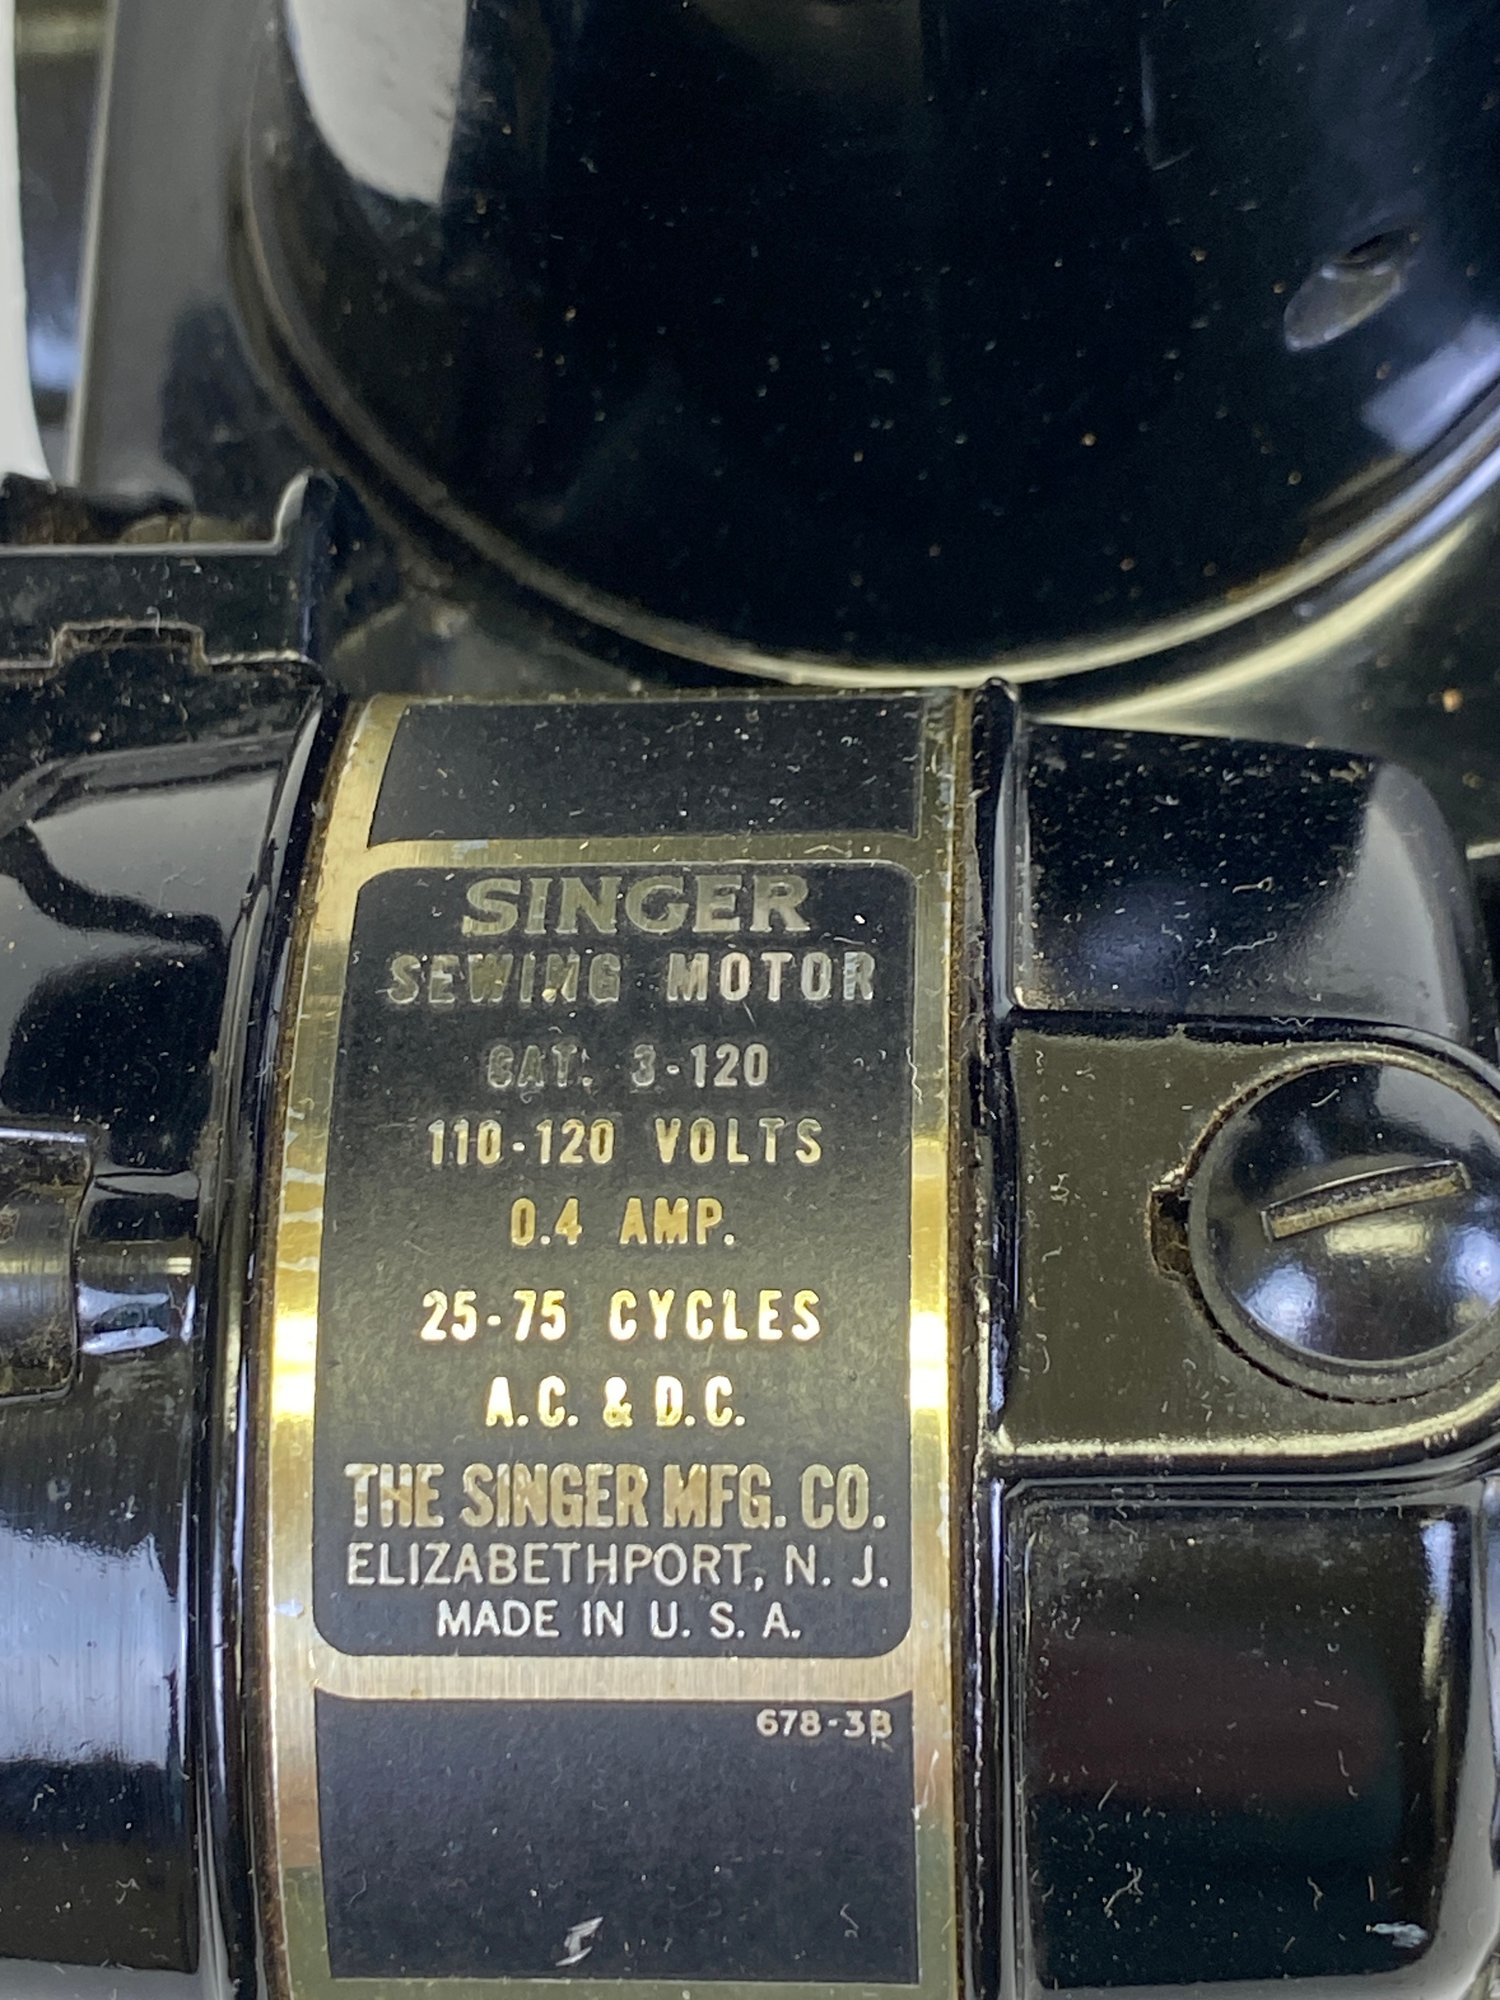 SINGER
SEWING MOTOR
CAT. 3-120
110-120 VOLTS
0.4 AMP.
25-75 CYCLES
A.C. & D.C.
THE SINGER MFG. CO.
ELIZABETHPORT, N. J.
MADE IN U. S. A.
678-3B